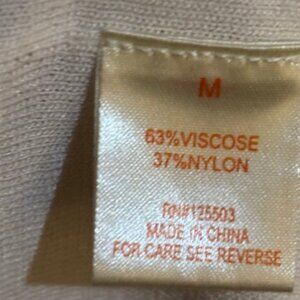 M
63%VISCOSE
37%NYLON
RN#125503
MADE IN CHINA
FOR CARE SEE REVERSE